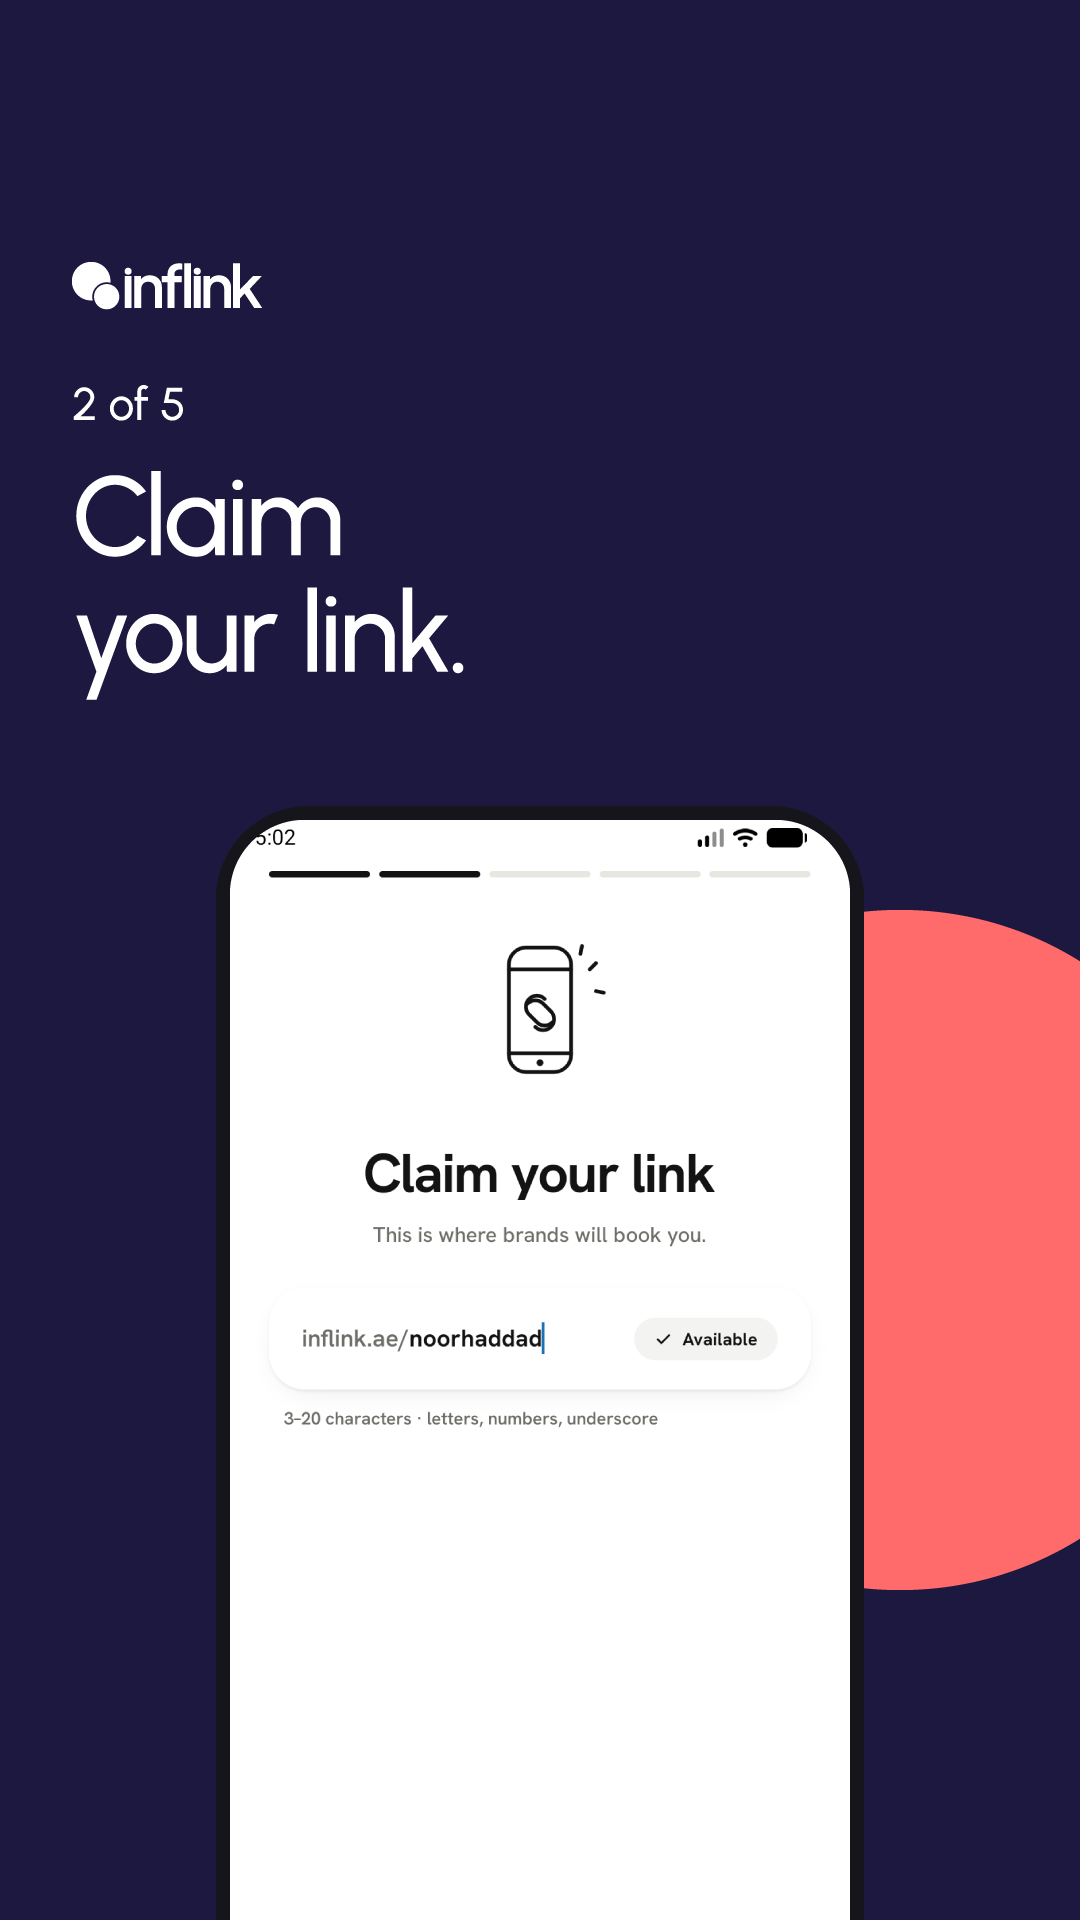 inflink
2 of 5
Claim
your link.
5:02
Claim your link
This is where brands will book you.
inflink.ae/noorhaddad
Available
3–20 characters · letters, numbers, underscore